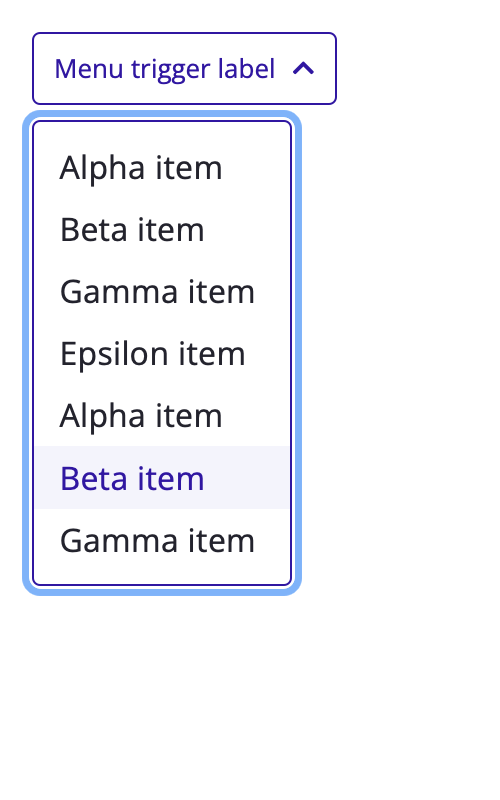 Menu trigger label
Alpha item
Beta item
Gamma item
Epsilon item
Alpha item
Beta item
Gamma item